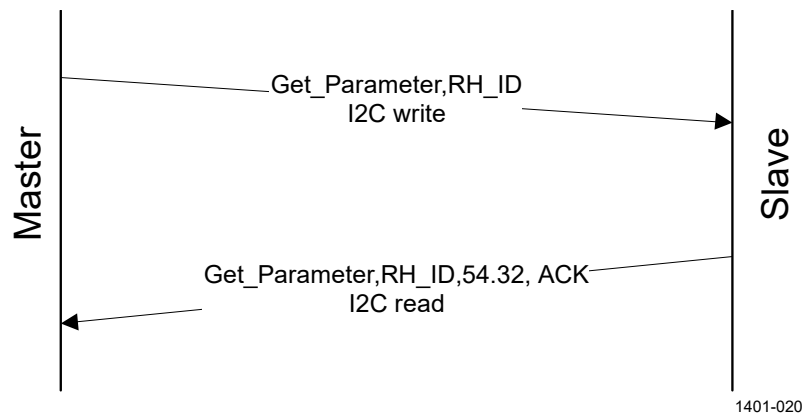 Master
Get_Parameter,RH_ID
I2C write
Slave
Get_Parameter,RH_ID,54.32, ACK
I2C read
1401-020